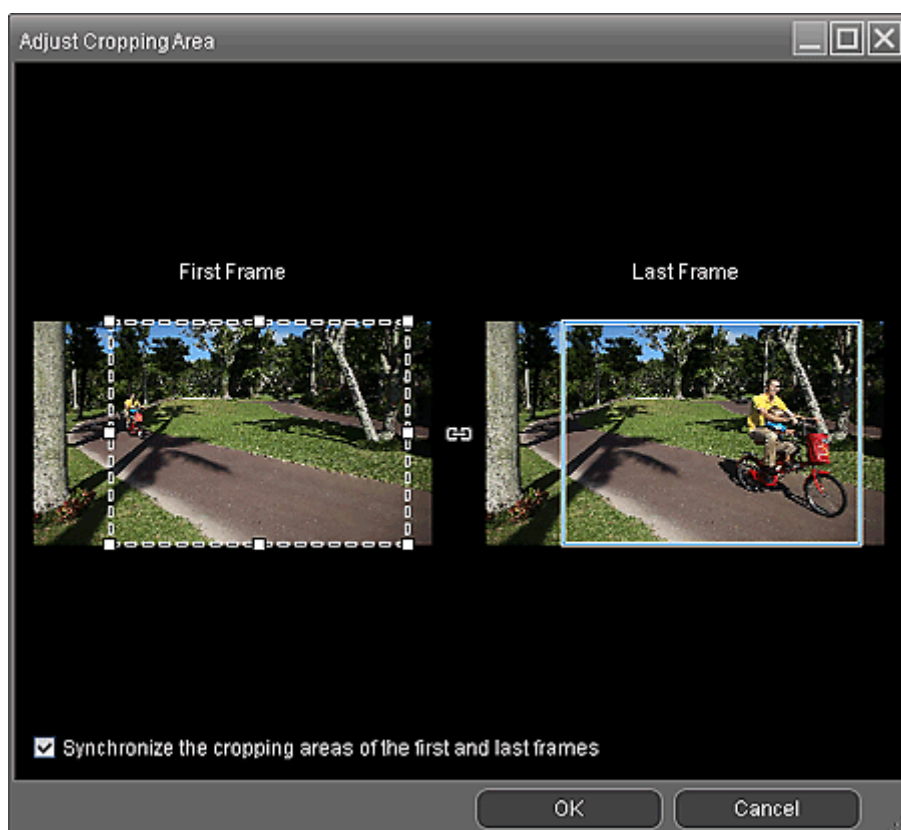 Adjust Cropping Area
First Frame
Last Frame
Synchronize the cropping areas of the first and last frames
OK
Cancel